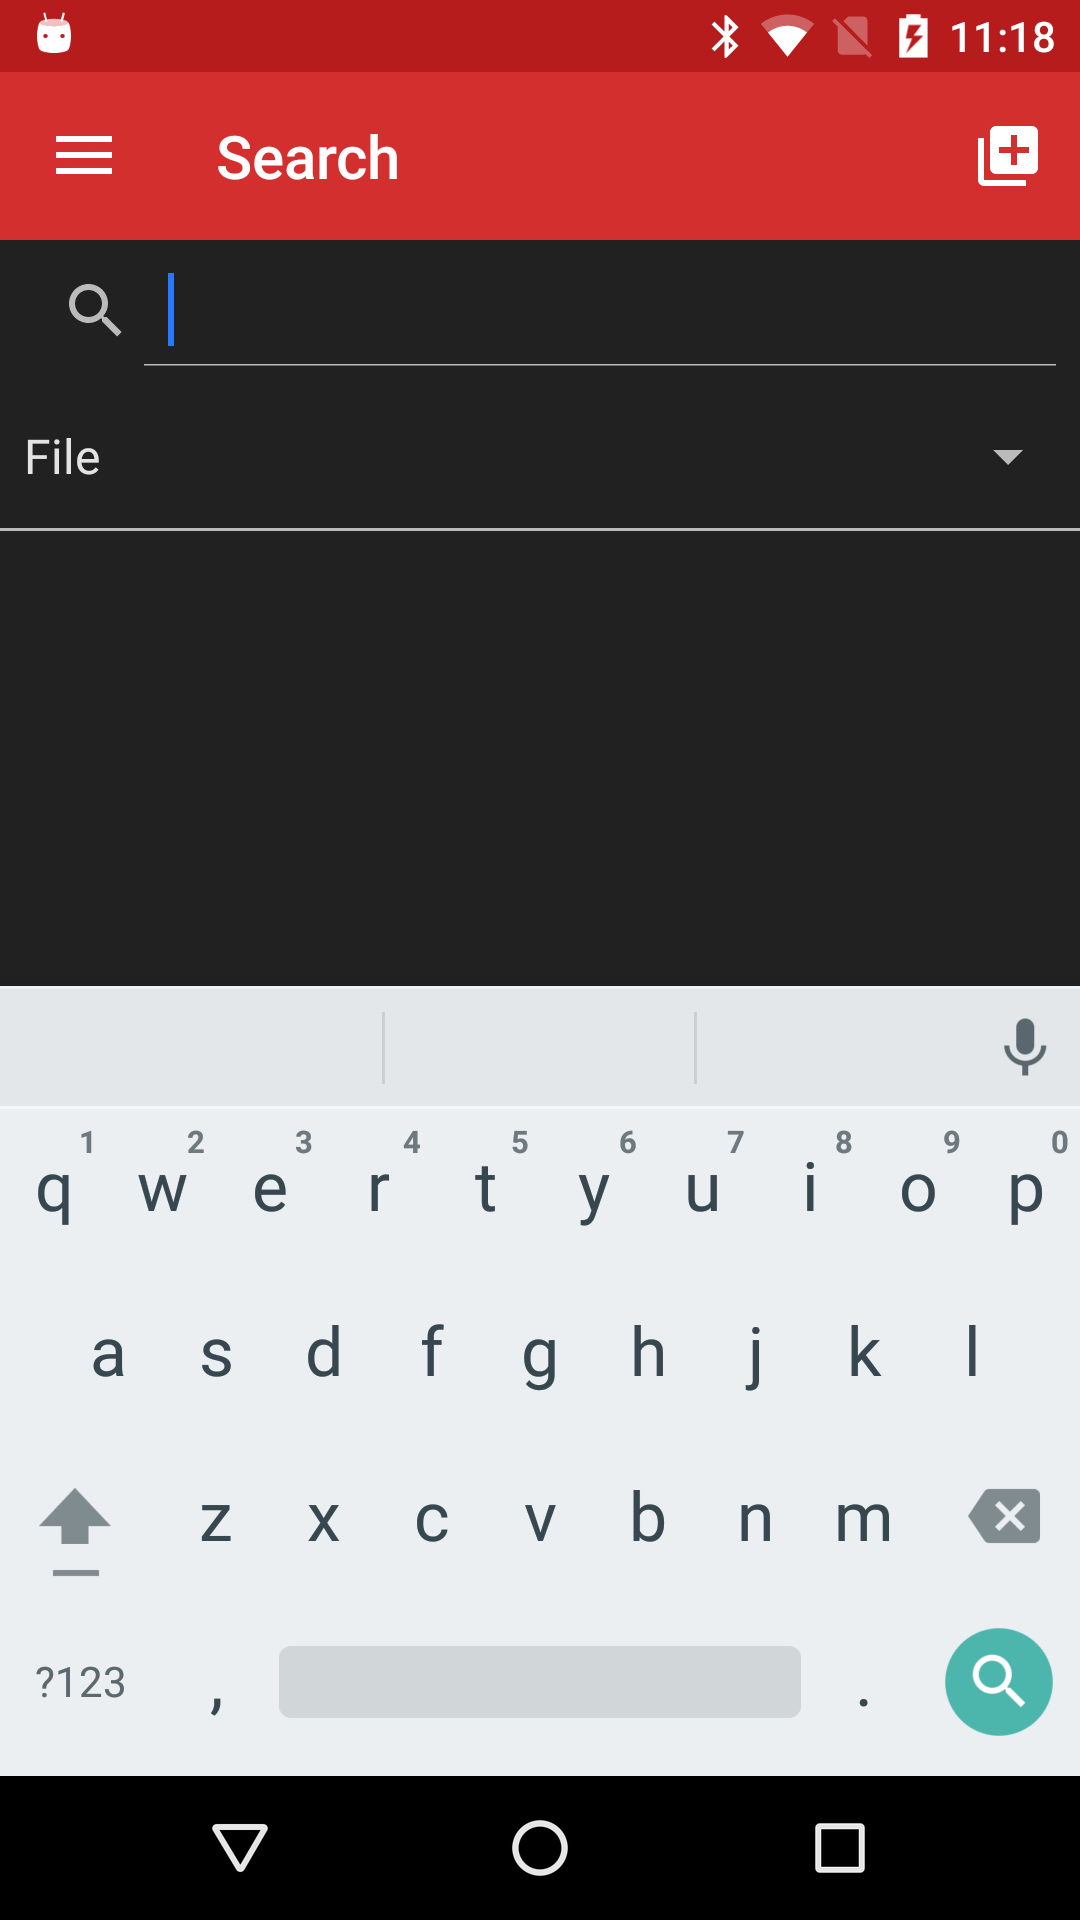 11:18
Search
File
1 2 3 4 5 6 7 8 9 0
q w e r t y u i o p
a s d f g h j k l
z x c v b n m
?123 , .